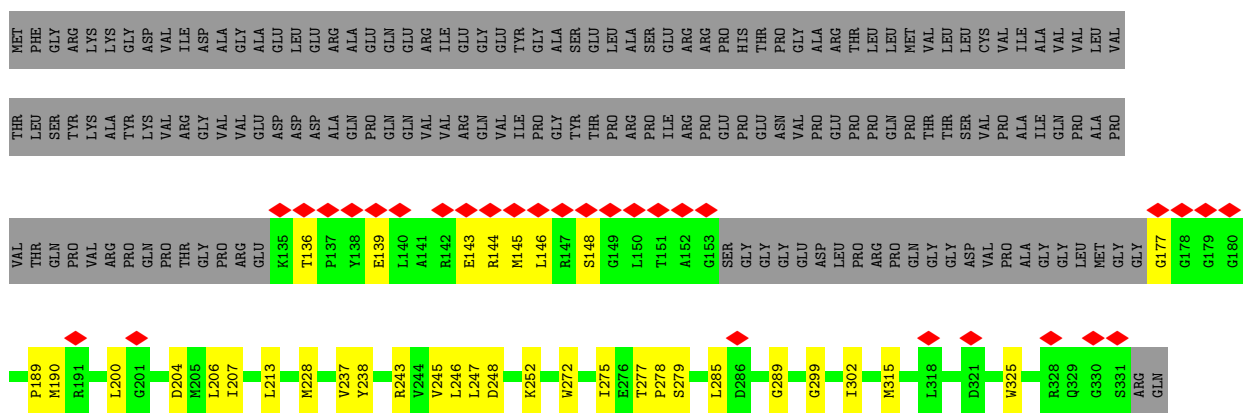 MET PHE GLY ARG LYS LYS GLY ASP VAL ILE ASP ALA GLY ALA GLU LEU GLU ARG ALA GLU GLN GLU ARG ILE GLU GLY GLU TYR GLY ALA SER GLU LEU ALA SER GLU ARG ARG PRO HIS THR PRO GLY ALA ARG THR LEU LEU MET VAL LEU LEU CYS VAL ILE ALA VAL VAL LEU VAL
THR LEU SER TYR LYS ALA TYR LYS VAL ARG GLY VAL VAL GLU ASP ASP ASP ALA GLN PRO GLN GLN VAL VAL ARG GLN VAL ILE PRO GLY TYR THR PRO ARG PRO ILE ARG PRO GLU PRO GLU ASN VAL PRO GLU PRO PRO GLN PRO THR THR SER VAL PRO ALA ILE GLN PRO ALA PRO
VAL THR GLN PRO VAL ARG PRO GLN PRO THR GLY PRO ARG GLU K135 T136 P137 Y138 E139 L140 A141 R142 E143 R144 M145 L146 R147 S148 G149 L150 T151 A152 G153 SER GLY GLY GLY GLU ASP LEU PRO ARG PRO GLN GLY GLY ASP VAL PRO ALA GLY GLY LEU MET GLY GLY G177 G178 G179 G180
P189 M190 R191 L200 G201 D204 M205 L206 I207 L213 M228 V237 Y238 R243 V244 V245 L246 L247 D248 K252 W272 I275 E276 T277 P278 S279 L285 D286 G289 G299 I302 M315 L318 D321 W325 R328 Q329 G330 S331 ARG GLN